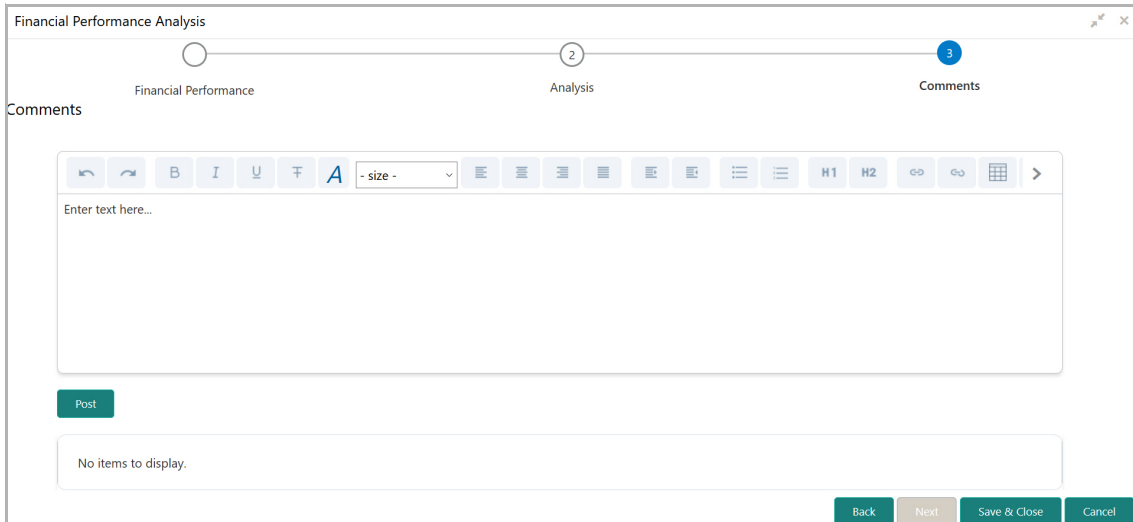 Financial Performance Analysis
2
3
Financial Performance
Analysis
Comments
Comments
B I U T A - size - H1 H2
Enter text here...
Post
No items to display.
Back Next Save & Close Cancel